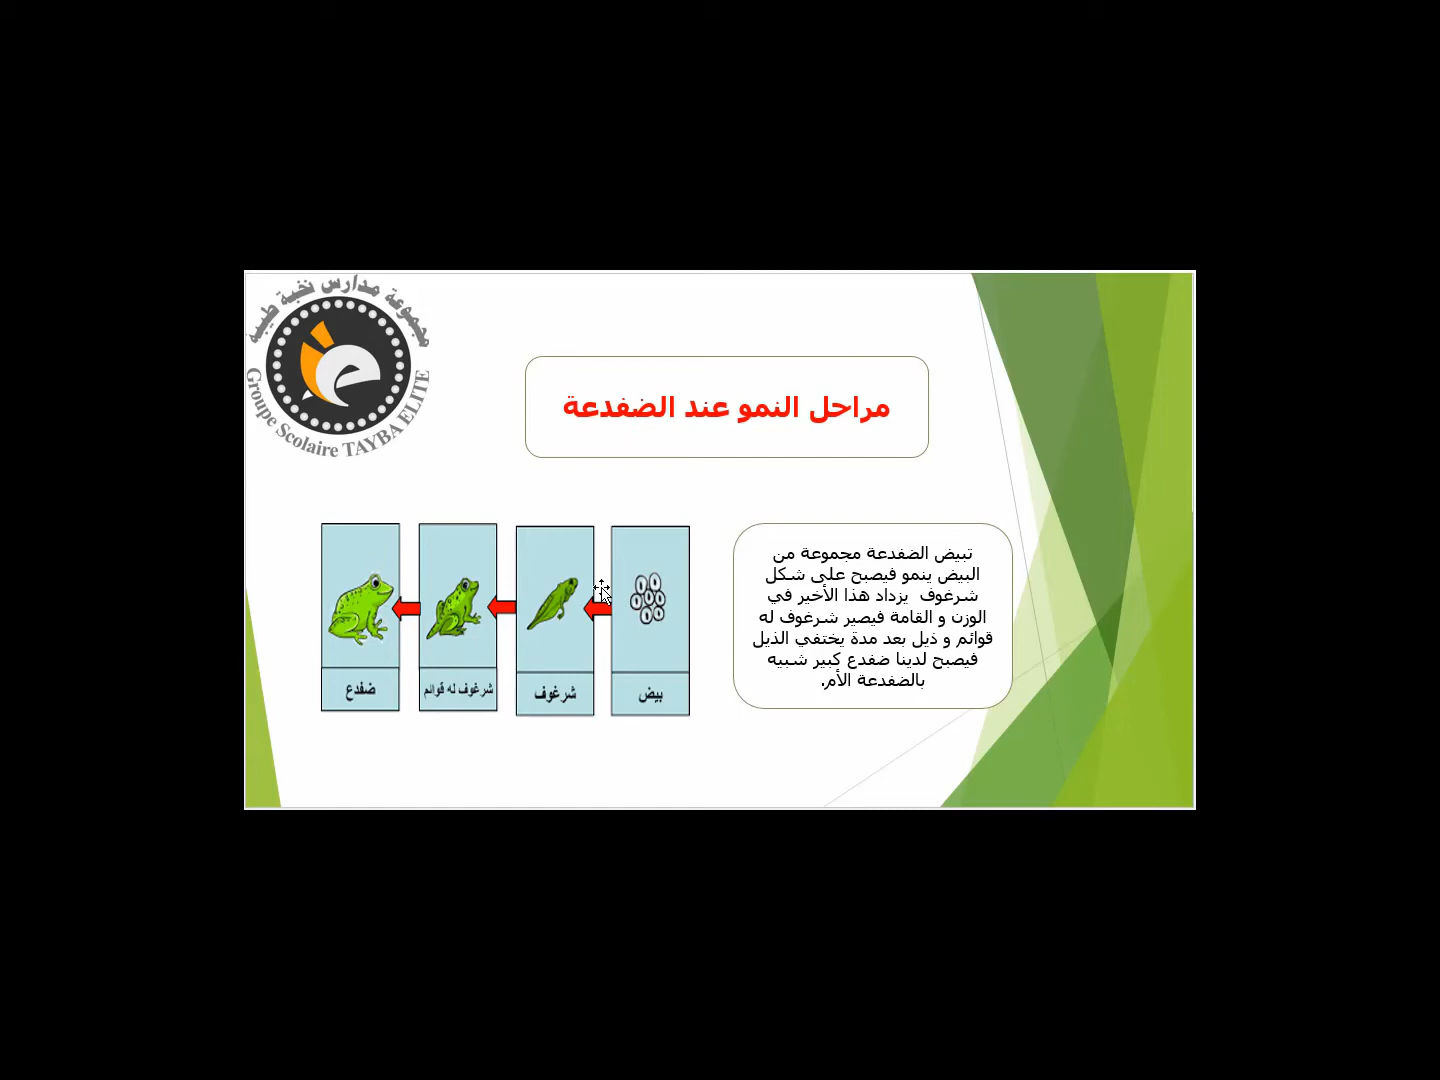 مجموعة مدارس نخبة طيبة
Groupe Scolaire TAYBA ELITE
مراحل النمو عند الضفدعة
تبيض الضفدعة مجموعة من
البيض ينمو فيصبح على شكل
شرغوف يزداد هذا الأخير في
الوزن و القامة فيصير شرغوف له
قوائم و ذيل بعد مدة يختفي الذيل
فيصبح لدينا ضفدع كبير شبيه
بالضفدعة الأم.
بيض
شرغوف
شرغوف له قوائم
ضفدع